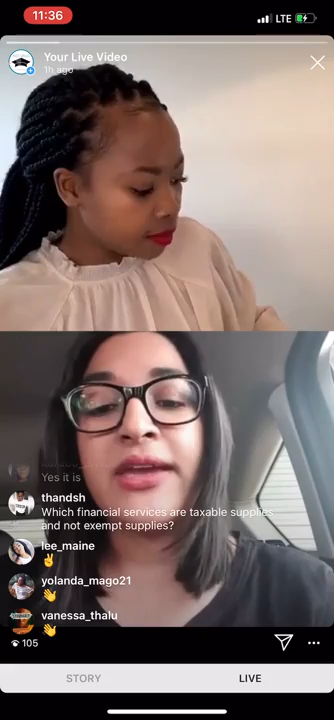 11:36
LTE
Your Live Video
1h ago
Yes it is
thandsh
Which financial services are taxable supplies
and not exempt supplies?
lee_maine
✌️
yolanda_mago21
👋
vanessa_thalu
👋
105
STORY
LIVE